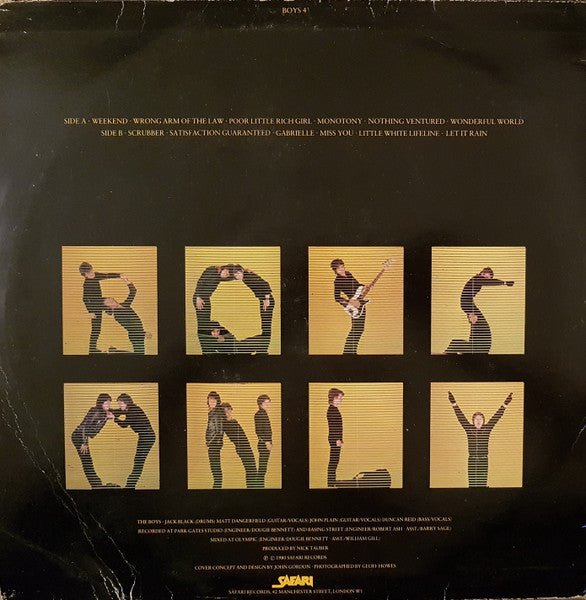 BOYS 4
SIDE A · WEEKEND · WRONG ARM OF THE LAW · POOR LITTLE RICH GIRL · MONOTONY · NOTHING VENTURED · WONDERFUL WORLD
SIDE B · SCRUBBER · SATISFACTION GUARANTEED · GABRIELLE · MISS YOU · LITTLE WHITE LIFELINE · LET IT RAIN
BOYS
ONLY
THE BOYS · JACK BLACK (DRUMS) MATT DANGERFIELD (GUITAR/VOCALS) JOHN PLAIN (GUITAR/VOCALS) DUNCAN REID (BASS/VOCALS)
RECORDED AT PARK GATES STUDIO (ENGINEER/DOUGIE BENNETT) AND BASING STREET (ENGINEER/ROBERT ASH · ASST./BARRY SAGE)
MIXED AT OLYMPIC (ENGINEER/DOUGIE BENNETT · ASST./WILLIAM GILL)
PRODUCED BY NICK TAUBER
℗ © 1980 SAFARI RECORDS
COVER CONCEPT AND DESIGN BY JOHN GORDON · PHOTOGRAPHED BY GEOFF HOWES
SAFARI
SAFARI RECORDS, 42 MANCHESTER STREET, LONDON W1